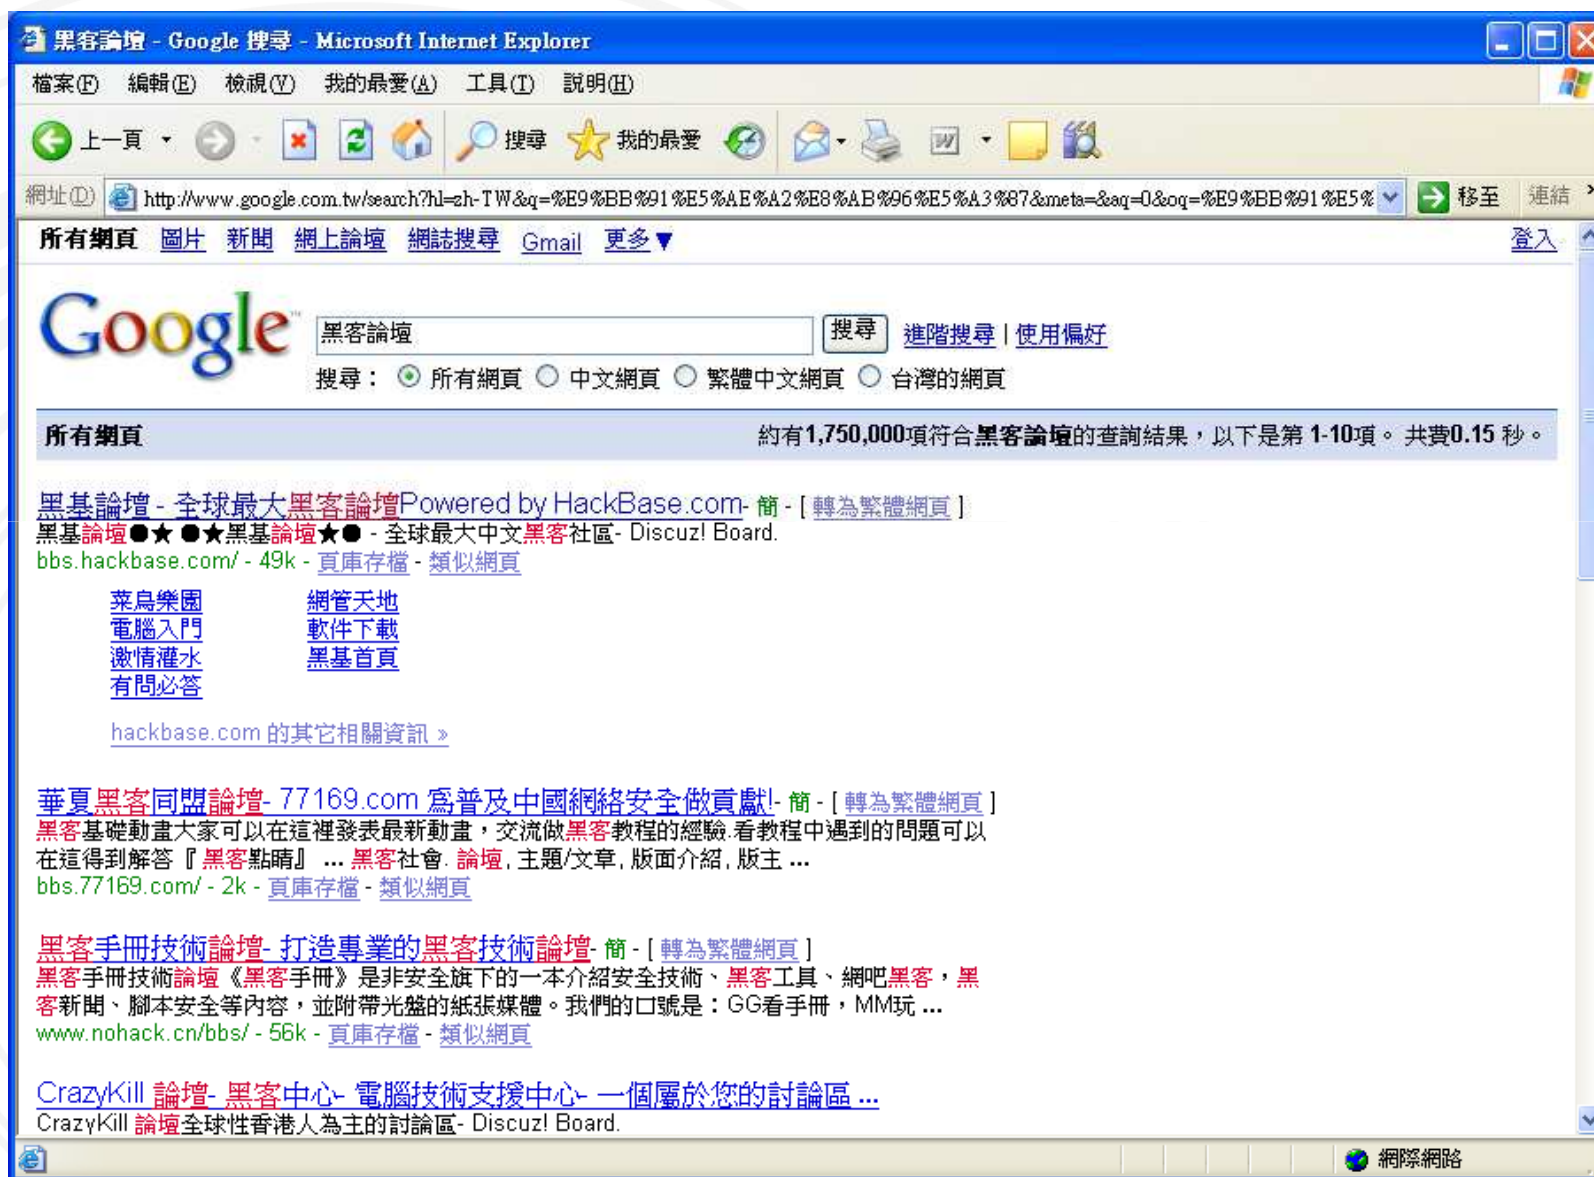 黑客論壇 - Google 搜尋 - Microsoft Internet Explorer
檔案(F) 編輯(E) 檢視(V) 我的最愛(A) 工具(T) 說明(H)
上一頁 搜尋 我的最愛
網址(D) http://www.google.com.tw/search?hl=zh-TW&q=%E9%BB%91%E5%AE%A2%E8%AB%96%E5%A3%87&meta=&aq=0&oq=%E9%BB%91%E5% 移至 連結 »
所有網頁 圖片 新聞 網上論壇 網誌搜尋 Gmail 更多▼ 登入
Google™ 黑客論壇 搜尋 進階搜尋 | 使用偏好
搜尋： 所有網頁 中文網頁 繁體中文網頁 台灣的網頁
所有網頁 約有1,750,000項符合黑客論壇的查詢結果，以下是第 1-10項。 共費0.15 秒。
黑基論壇 - 全球最大黑客論壇Powered by HackBase.com- 簡 - [ 轉為繁體網頁 ]
黑基論壇●★ ●★黑基論壇★● - 全球最大中文黑客社區- Discuz! Board.
bbs.hackbase.com/ - 49k - 頁庫存檔 - 類似網頁
菜鳥樂園 網管天地
電腦入門 軟件下載
激情灌水 黑基首頁
有問必答
hackbase.com 的其它相關資訊 »
華夏黑客同盟論壇- 77169.com 為普及中國網絡安全做貢獻!- 簡 - [ 轉為繁體網頁 ]
黑客基礎動畫大家可以在這裡發表最新動畫，交流做黑客教程的經驗.看教程中遇到的問題可以
在這得到解答『 黑客點睛』 ... 黑客社會. 論壇, 主題/文章, 版面介紹, 版主 ...
bbs.77169.com/ - 2k - 頁庫存檔 - 類似網頁
黑客手冊技術論壇- 打造專業的黑客技術論壇- 簡 - [ 轉為繁體網頁 ]
黑客手冊技術論壇《黑客手冊》是非安全旗下的一本介紹安全技術、黑客工具、網吧黑客，黑
客新聞、腳本安全等內容，並附帶光盤的紙張媒體。我們的口號是：GG看手冊，MM玩 ...
www.nohack.cn/bbs/ - 56k - 頁庫存檔 - 類似網頁
CrazyKill 論壇- 黑客中心- 電腦技術支援中心- 一個屬於您的討論區 ...
CrazyKill 論壇全球性香港人為主的討論區- Discuz! Board.
網際網路